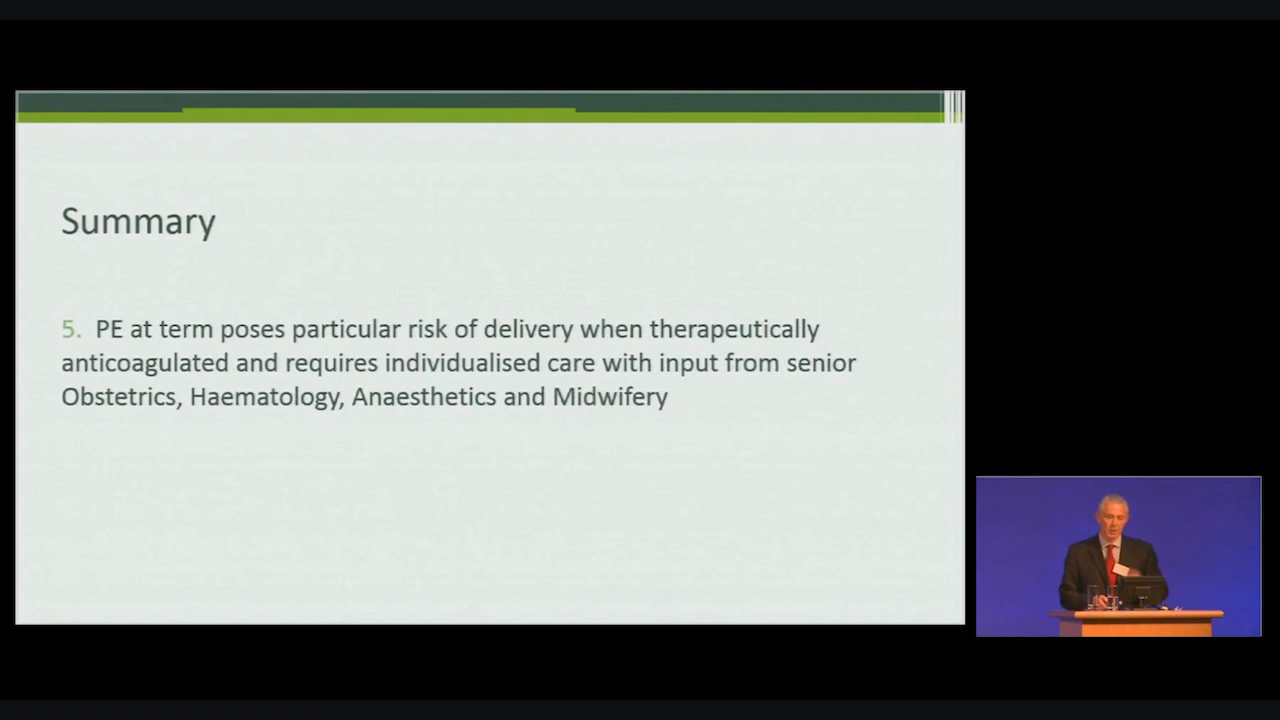 Summary
5. PE at term poses particular risk of delivery when therapeutically
anticoagulated and requires individualised care with input from senior
Obstetrics, Haematology, Anaesthetics and Midwifery